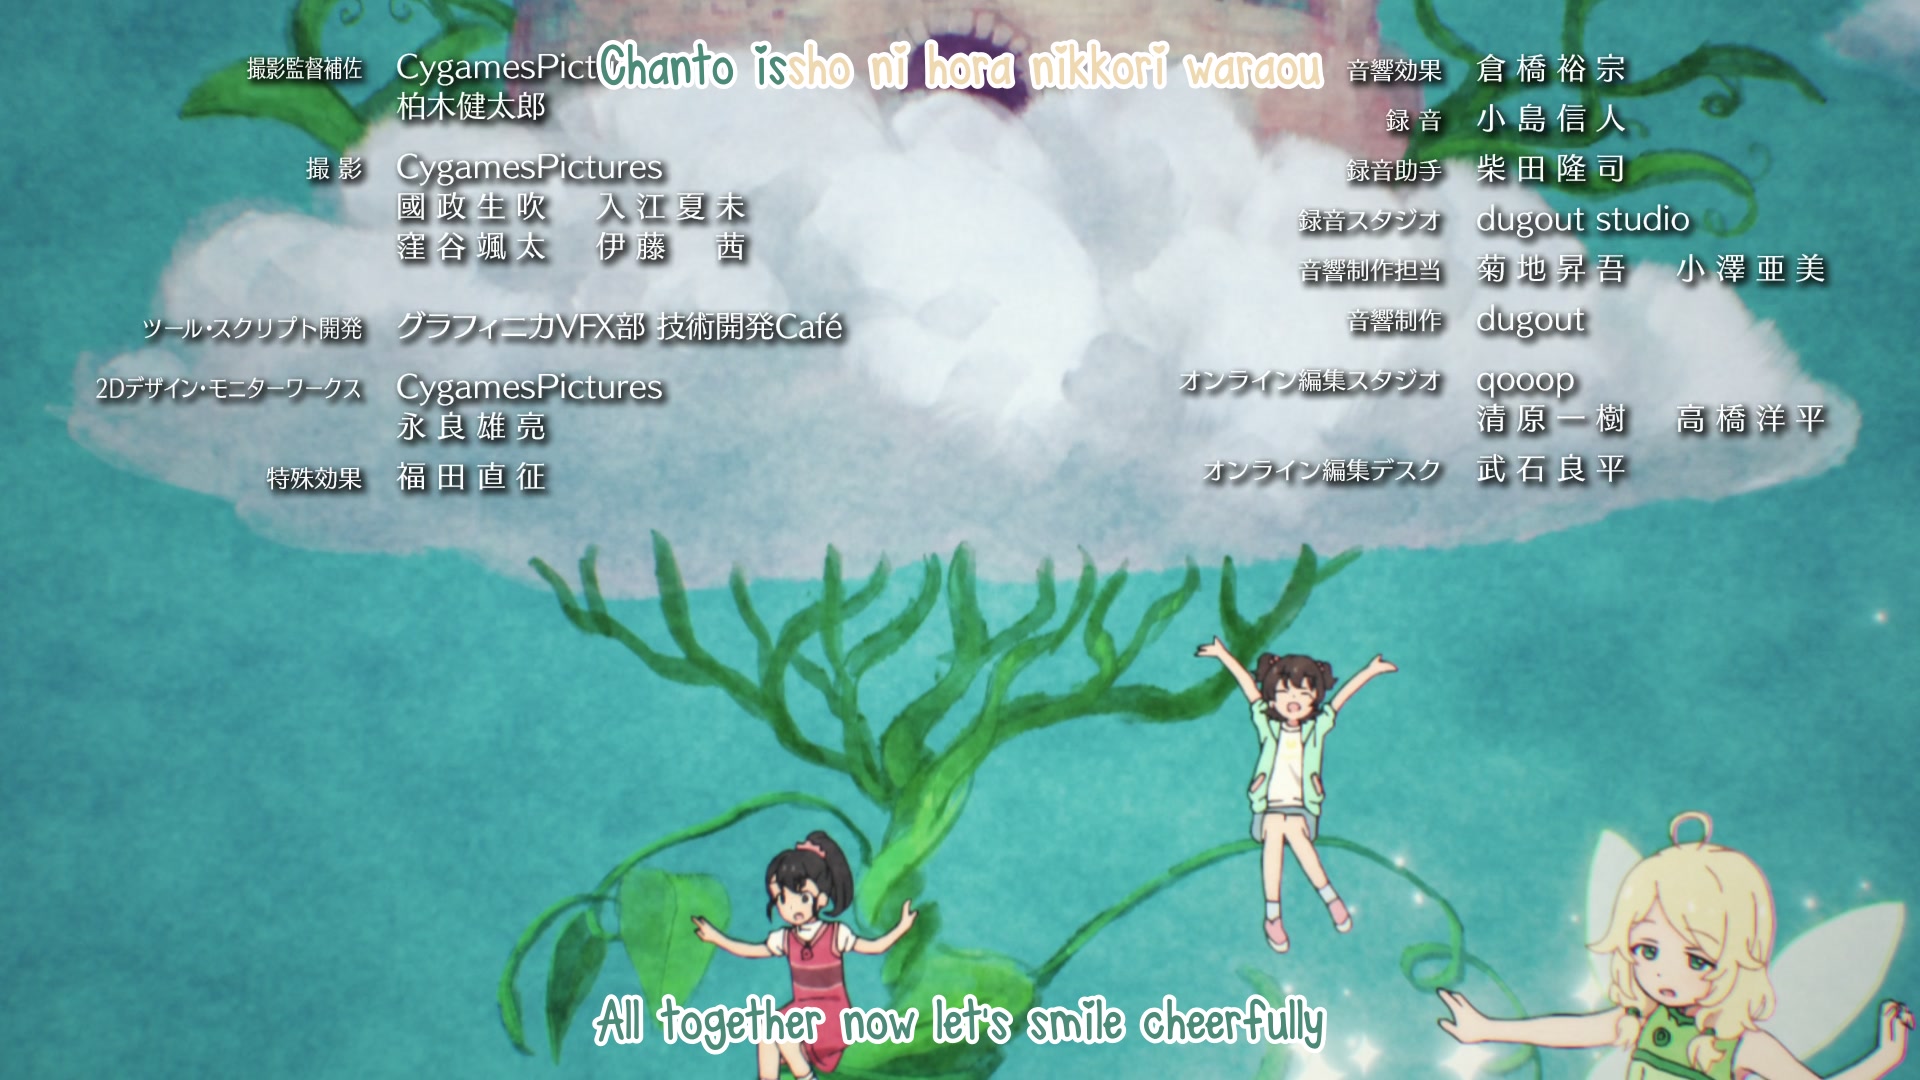 Chanto issho ni hora nikkori waraou
撮影監督補佐 CygamesPict
柏木健太郎
撮影 CygamesPictures
國政生吹 入江夏未
窪谷颯太 伊藤 茜
ツール・スクリプト開発 グラフィニカVFX部 技術開発Café
2Dデザイン・モニターワークス CygamesPictures
永良雄亮
特殊効果 福田直征
音響効果 倉橋裕宗
録音 小島信人
録音助手 柴田隆司
録音スタジオ dugout studio
音響制作担当 菊地昇吾 小澤亜美
音響制作 dugout
オンライン編集スタジオ qooop
清原一樹 高橋洋平
オンライン編集デスク 武石良平
All together now let's smile cheerfully